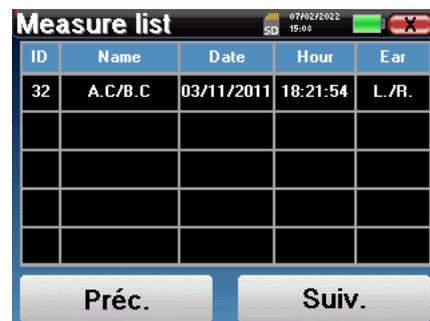 Measure list SD 07/02/2022
15:08
X
ID Name Date Hour Ear
32 A.C/B.C 03/11/2011 18:21:54 L./R.
Préc. Suiv.